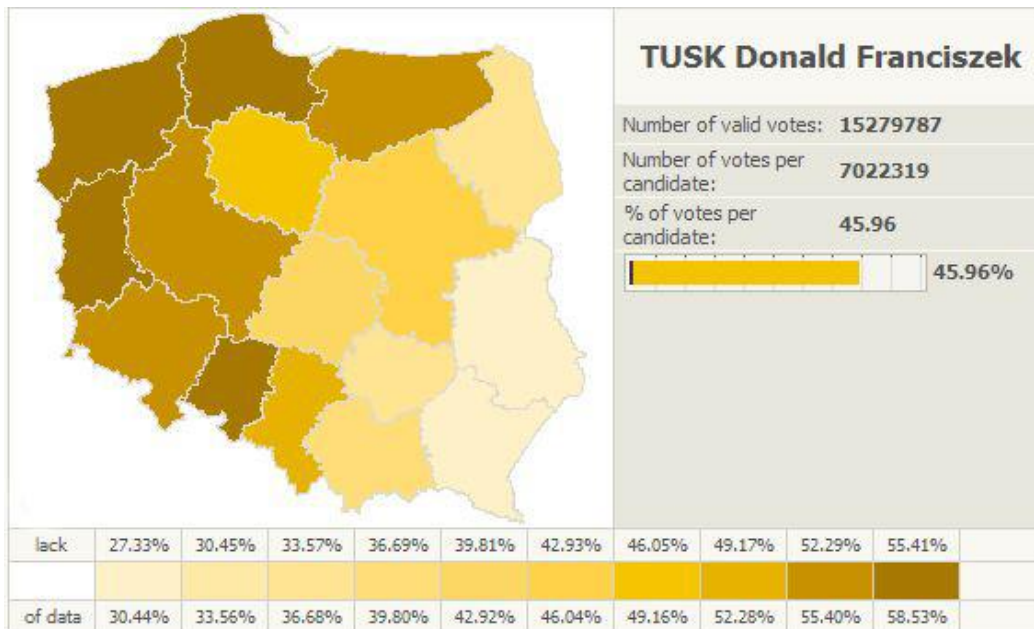 TUSK Donald Franciszek
Number of valid votes: 15279787
Number of votes per
candidate: 7022319
% of votes per
candidate: 45.96
45.96%
lack 27.33% 30.45% 33.57% 36.69% 39.81% 42.93% 46.05% 49.17% 52.29% 55.41%
of data 30.44% 33.56% 36.68% 39.80% 42.92% 46.04% 49.16% 52.28% 55.40% 58.53%